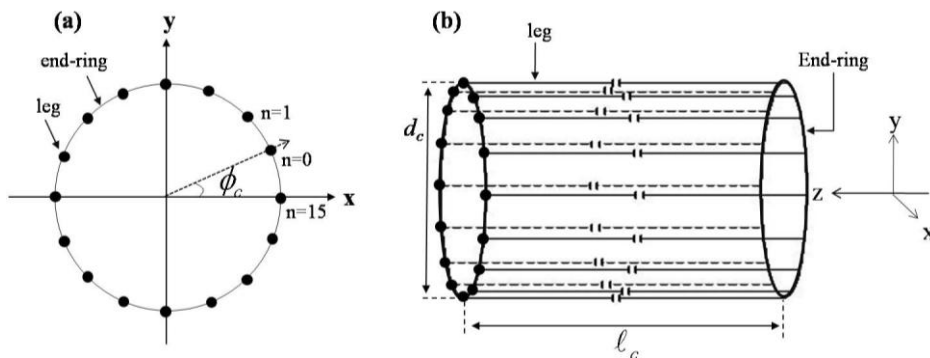 (a)
y
end-ring
leg
n=1
n=0
ϕc
x
n=15
(b)
leg
End-ring
dc
y
z
x
ℓc